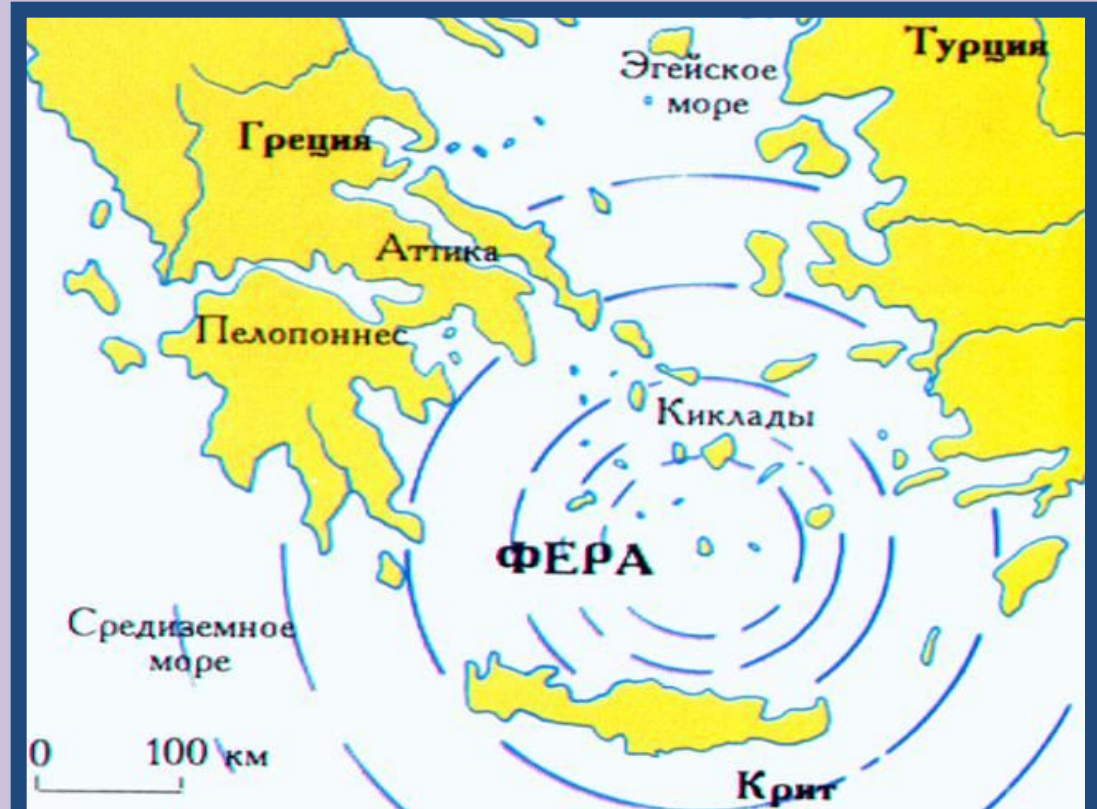 Турция
Эгейское
море
Греция
Аттика
Пелопоннес
Киклады
ФЕРА
Средиземное
море
0 100 км
Крит